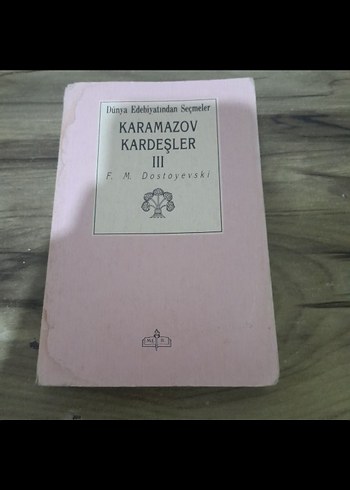 Dünya Edebiyatından Seçmeler
KARAMAZOV
KARDEŞLER
III
F. M. Dostoyevski